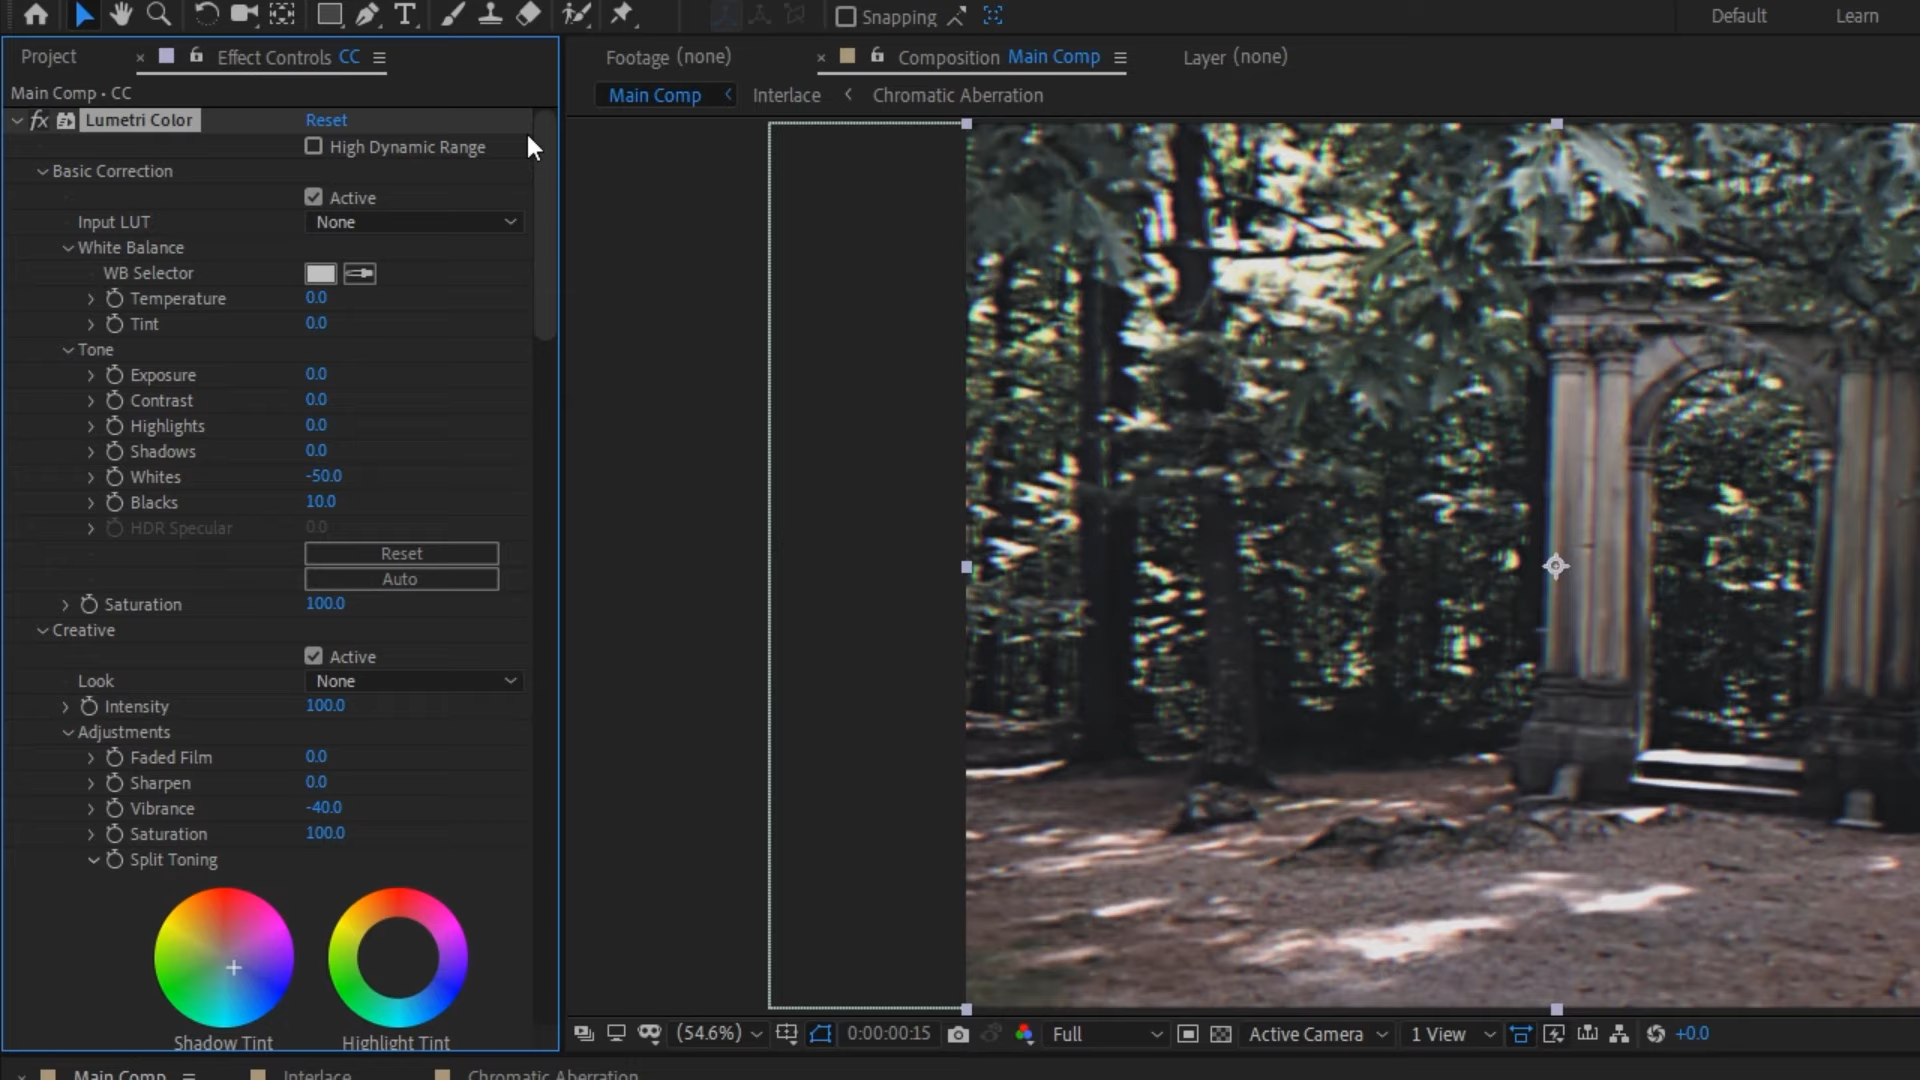 Snapping
Default
Learn
Project
Effect Controls CC
Footage (none)
Composition Main Comp
Layer (none)
Main Comp • CC
Main Comp
Interlace
Chromatic Aberration
fx Lumetri Color
Reset
High Dynamic Range
Basic Correction
Active
Input LUT
None
White Balance
WB Selector
Temperature
0.0
Tint
0.0
Tone
Exposure
0.0
Contrast
0.0
Highlights
0.0
Shadows
0.0
Whites
-50.0
Blacks
10.0
HDR Specular
0.0
Reset
Auto
Saturation
100.0
Creative
Active
Look
None
Intensity
100.0
Adjustments
Faded Film
0.0
Sharpen
0.0
Vibrance
-40.0
Saturation
100.0
Split Toning
Shadow Tint
Highlight Tint
(54.6%)
0:00:00:15
Full
Active Camera
1 View
+0.0
Main Comp
Interlace
Chromatic Aberration